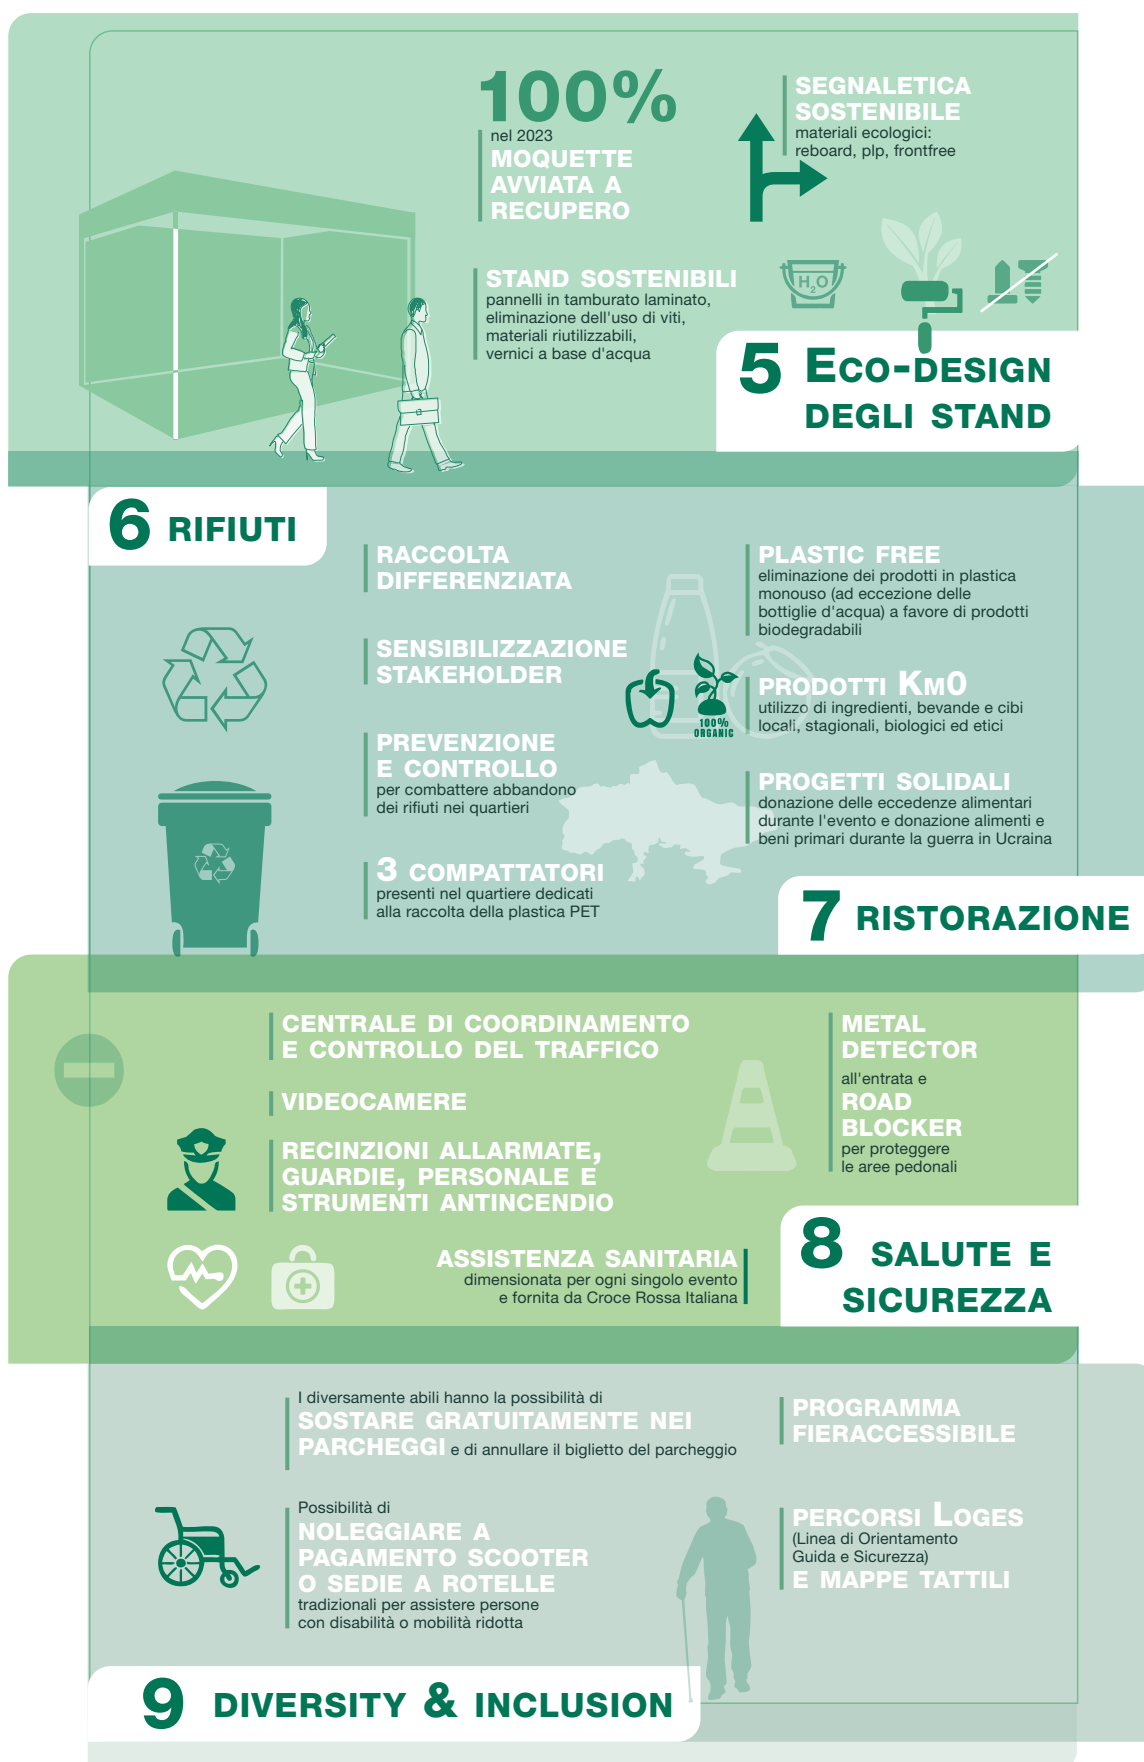 100%
nel 2023
MOQUETTE
AVVIATA A
RECUPERO
SEGNALETICA
SOSTENIBILE
materiali ecologici:
reboard, plp, frontfree
STAND SOSTENIBILI
pannelli in tamburato laminato,
eliminazione dell'uso di viti,
materiali riutilizzabili,
vernici a base d'acqua
H2O
5 ECO-DESIGN
DEGLI STAND
6 RIFIUTI
RACCOLTA
DIFFERENZIATA
SENSIBILIZZAZIONE
STAKEHOLDER
PREVENZIONE
E CONTROLLO
per combattere abbandono
dei rifiuti nei quartieri
3 COMPATTATORI
presenti nel quartiere dedicati
alla raccolta della plastica PET
PLASTIC FREE
eliminazione dei prodotti in plastica
monouso (ad eccezione delle
bottiglie d'acqua) a favore di prodotti
biodegradabili
100%
ORGANIC
PRODOTTI KM0
utilizzo di ingredienti, bevande e cibi
locali, stagionali, biologici ed etici
PROGETTI SOLIDALI
donazione delle eccedenze alimentari
durante l'evento e donazione alimenti e
beni primari durante la guerra in Ucraina
7 RISTORAZIONE
CENTRALE DI COORDINAMENTO
E CONTROLLO DEL TRAFFICO
VIDEOCAMERE
RECINZIONI ALLARMATE,
GUARDIE, PERSONALE E
STRUMENTI ANTINCENDIO
ASSISTENZA SANITARIA
dimensionata per ogni singolo evento
e fornita da Croce Rossa Italiana
METAL
DETECTOR
all'entrata e
ROAD
BLOCKER
per proteggere
le aree pedonali
8 SALUTE E
SICUREZZA
I diversamente abili hanno la possibilità di
SOSTARE GRATUITAMENTE NEI
PARCHEGGI e di annullare il biglietto del parcheggio
Possibilità di
NOLEGGIARE A
PAGAMENTO SCOOTER
O SEDIE A ROTELLE
tradizionali per assistere persone
con disabilità o mobilità ridotta
PROGRAMMA
FIERACCESSIBILE
PERCORSI LOGES
(Linea di Orientamento
Guida e Sicurezza)
E MAPPE TATTILI
9 DIVERSITY & INCLUSION